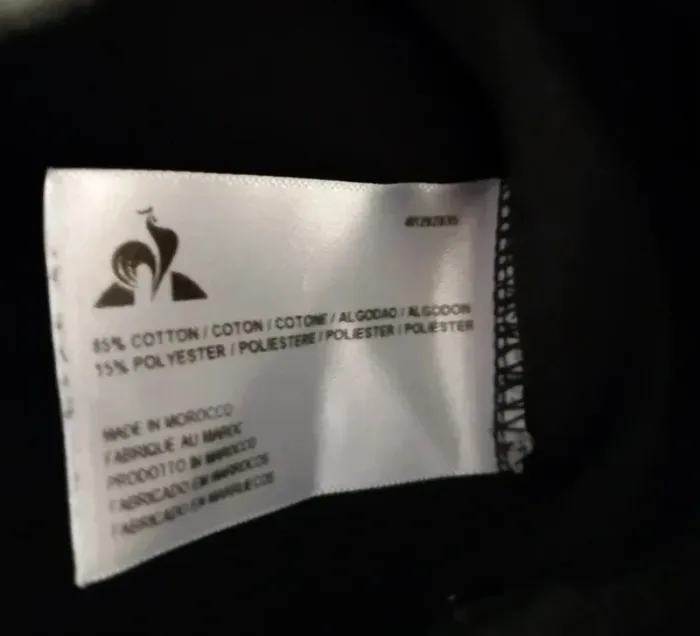 85% COTTON / COTON / COTONE / ALGODAO / ALGODON
15% POLYESTER / POLIESTERE / POLIESTER / POLIESTER
MADE IN MOROCCO
FABRIQUE AU MAROC
PRODOTTO IN MAROCCO
FABRICADO EM MARROCOS
FABRICADO EM MARRUECOS